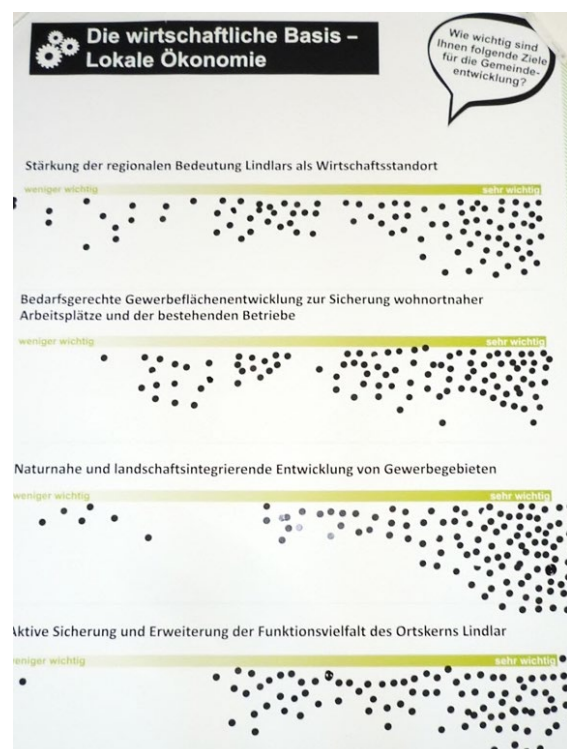 Die wirtschaftliche Basis –
Lokale Ökonomie
Wie wichtig sind
Ihnen folgende Ziele
für die Gemeinde-
entwicklung?
Stärkung der regionalen Bedeutung Lindlars als Wirtschaftsstandort
weniger wichtig sehr wichtig
Bedarfsgerechte Gewerbeflächenentwicklung zur Sicherung wohnortnaher
Arbeitsplätze und der bestehenden Betriebe
weniger wichtig sehr wichtig
Naturnahe und landschaftsintegrierende Entwicklung von Gewerbegebieten
weniger wichtig sehr wichtig
Aktive Sicherung und Erweiterung der Funktionsvielfalt des Ortskerns Lindlar
weniger wichtig sehr wichtig